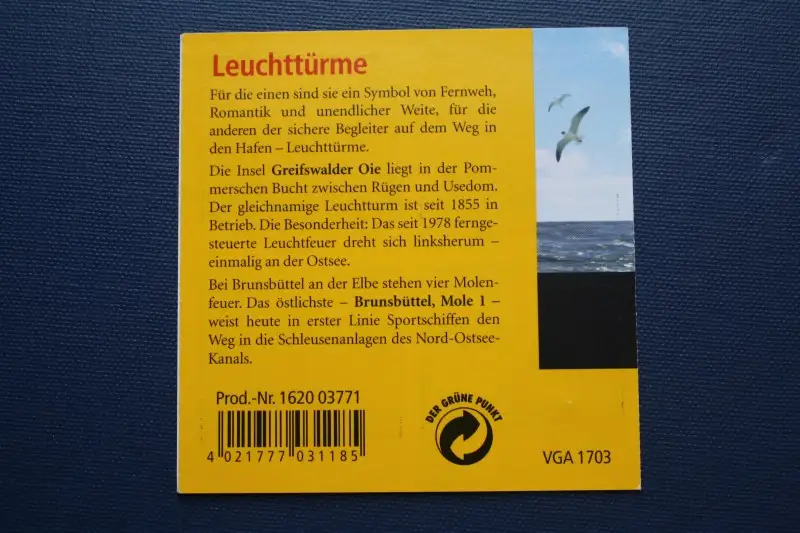 Leuchttürme
Für die einen sind sie ein Symbol von Fernweh,
Romantik und unendlicher Weite, für die
anderen der sichere Begleiter auf dem Weg in
den Hafen – Leuchttürme.
Die Insel Greifswalder Oie liegt in der Pom-
merschen Bucht zwischen Rügen und Usedom.
Der gleichnamige Leuchtturm ist seit 1855 in
Betrieb. Die Besonderheit: Das seit 1978 fernge-
steuerte Leuchtfeuer dreht sich linksherum –
einmalig an der Ostsee.
Bei Brunsbüttel an der Elbe stehen vier Molen-
feuer. Das östlichste – Brunsbüttel, Mole 1 –
weist heute in erster Linie Sportschiffen den
Weg in die Schleusenanlagen des Nord-Ostsee-
Kanals.
Prod.-Nr. 1620 03771
4 021777 031185
DER GRÜNE PUNKT
VGA 1703